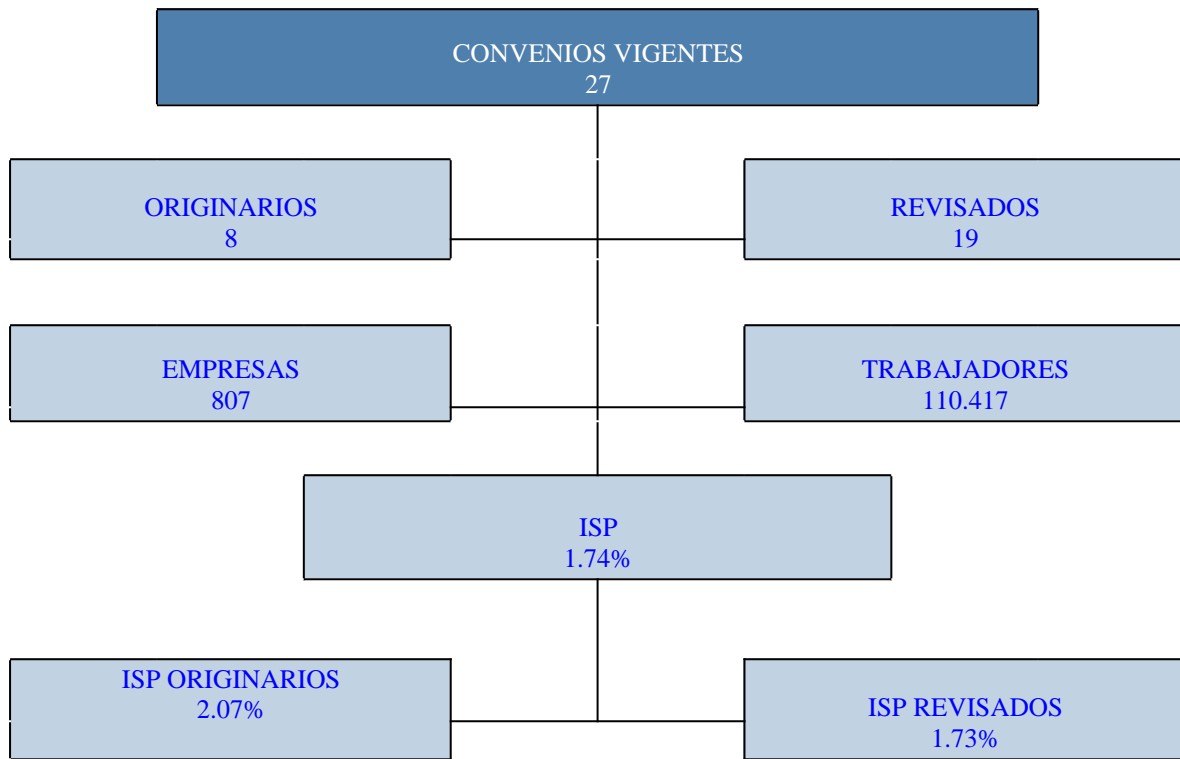 CONVENIOS VIGENTES
27
ORIGINARIOS
8
REVISADOS
19
EMPRESAS
807
TRABAJADORES
110.417
ISP
1.74%
ISP ORIGINARIOS
2.07%
ISP REVISADOS
1.73%